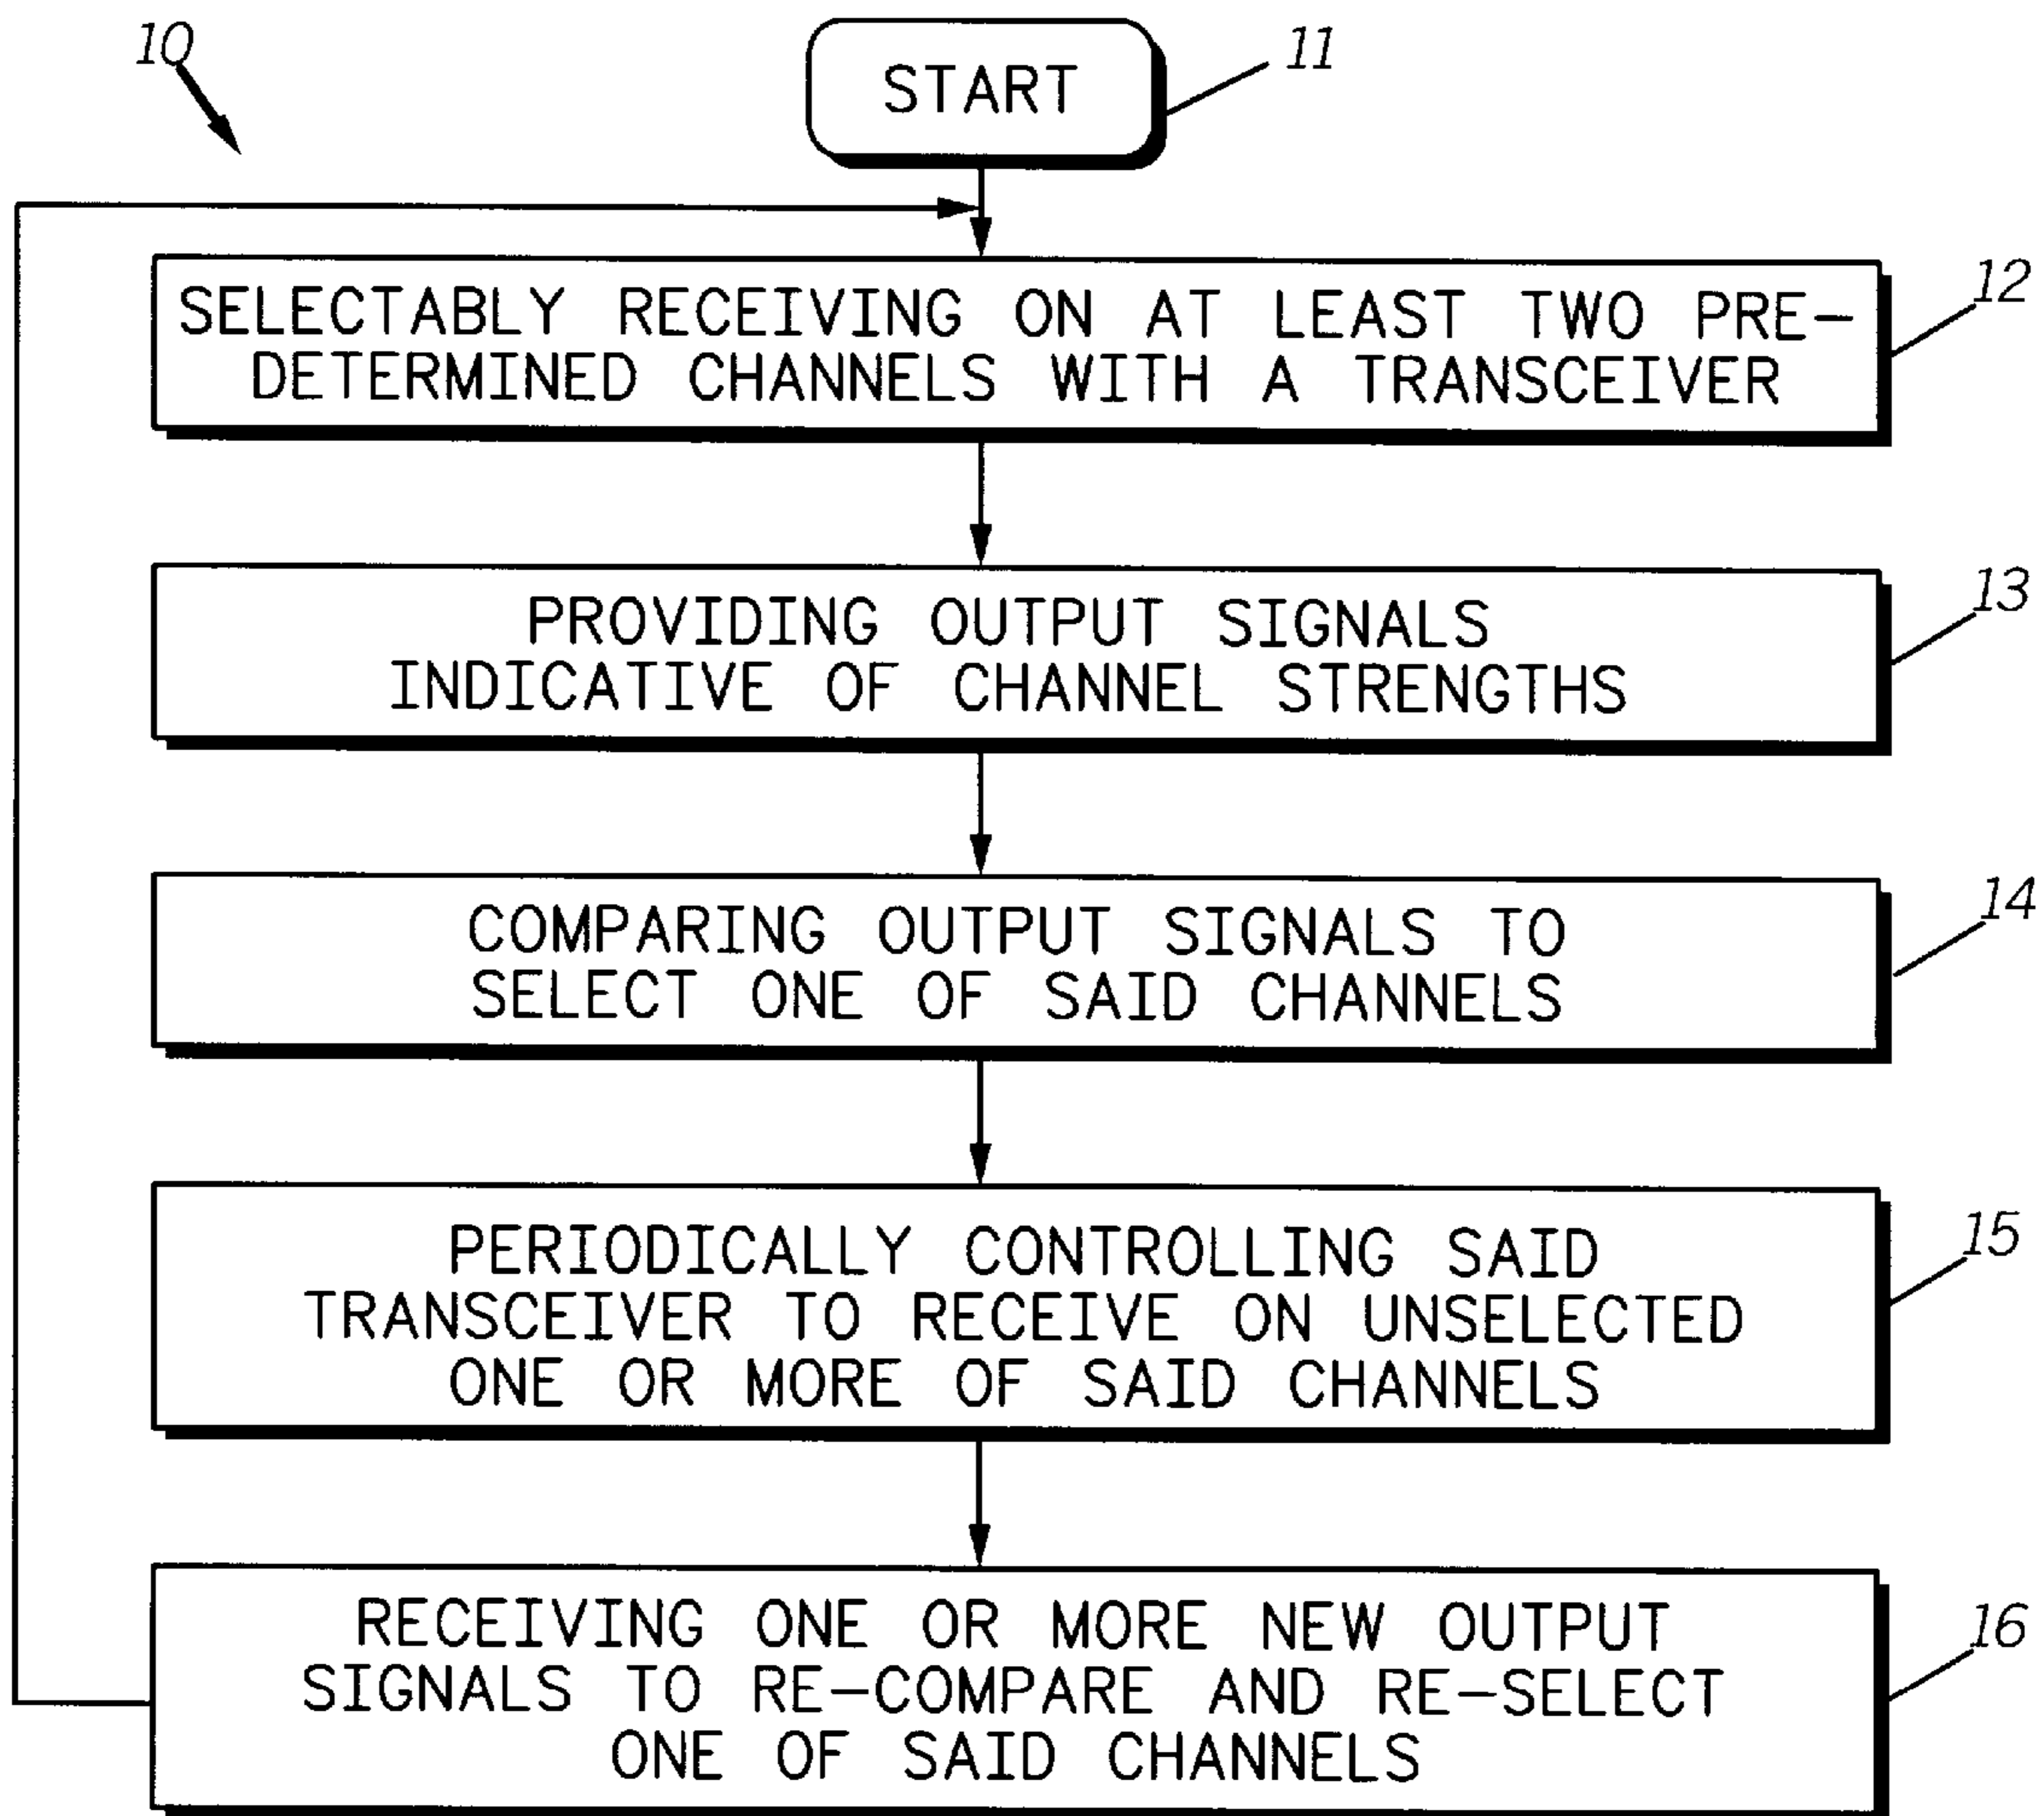 10
START
11
SELECTABLY RECEIVING ON AT LEAST TWO PRE-
DETERMINED CHANNELS WITH A TRANSCEIVER
12
PROVIDING OUTPUT SIGNALS
INDICATIVE OF CHANNEL STRENGTHS
13
COMPARING OUTPUT SIGNALS TO
SELECT ONE OF SAID CHANNELS
14
PERIODICALLY CONTROLLING SAID
TRANSCEIVER TO RECEIVE ON UNSELECTED
ONE OR MORE OF SAID CHANNELS
15
RECEIVING ONE OR MORE NEW OUTPUT
SIGNALS TO RE-COMPARE AND RE-SELECT
ONE OF SAID CHANNELS
16